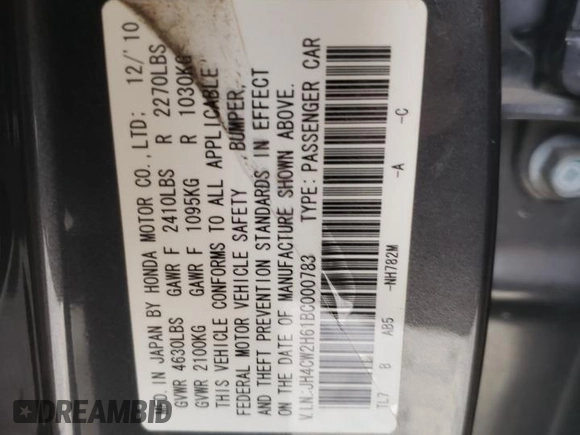 MFD. IN JAPAN BY HONDA MOTOR CO., LTD: 12/'10
GVWR 4630LBS GAWR F 2410LBS R 2270LBS
GVWR 2100KG GAWR F 1095KG R 1030KG
THIS VEHICLE CONFORMS TO ALL APPLICABLE
FEDERAL MOTOR VEHICLE SAFETY BUMPER,
AND THEFT PREVENTION STANDARDS IN EFFECT
ON DATE OF MANUFACTURE SHOWN ABOVE.
V.I.N: JH4CW2H61BC000783 TYPE: PASSENGER CAR
TL7 B AB5 -NH782M -A -C
DREAMBID